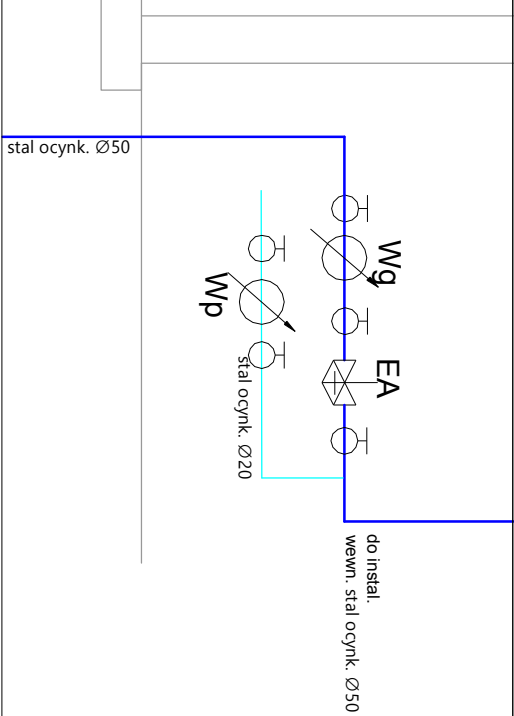 stal ocynk. Ø50
Wg
Wp
EA
stal ocynk. Ø20
do instal.
wewn. stal ocynk. Ø50